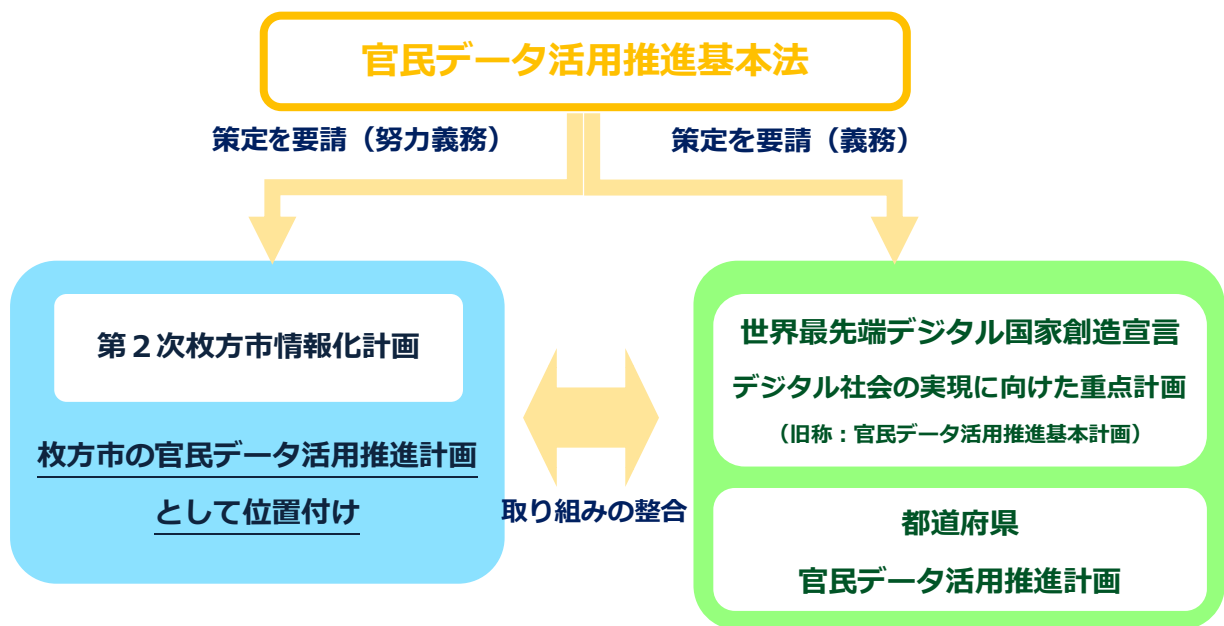 官民データ活用推進基本法
策定を要請（努力義務）
策定を要請（義務）
第２次枚方市情報化計画
枚方市の官民データ活用推進計画
として位置付け
取り組みの整合
世界最先端デジタル国家創造宣言
デジタル社会の実現に向けた重点計画
（旧称：官民データ活用推進基本計画）
都道府県
官民データ活用推進計画